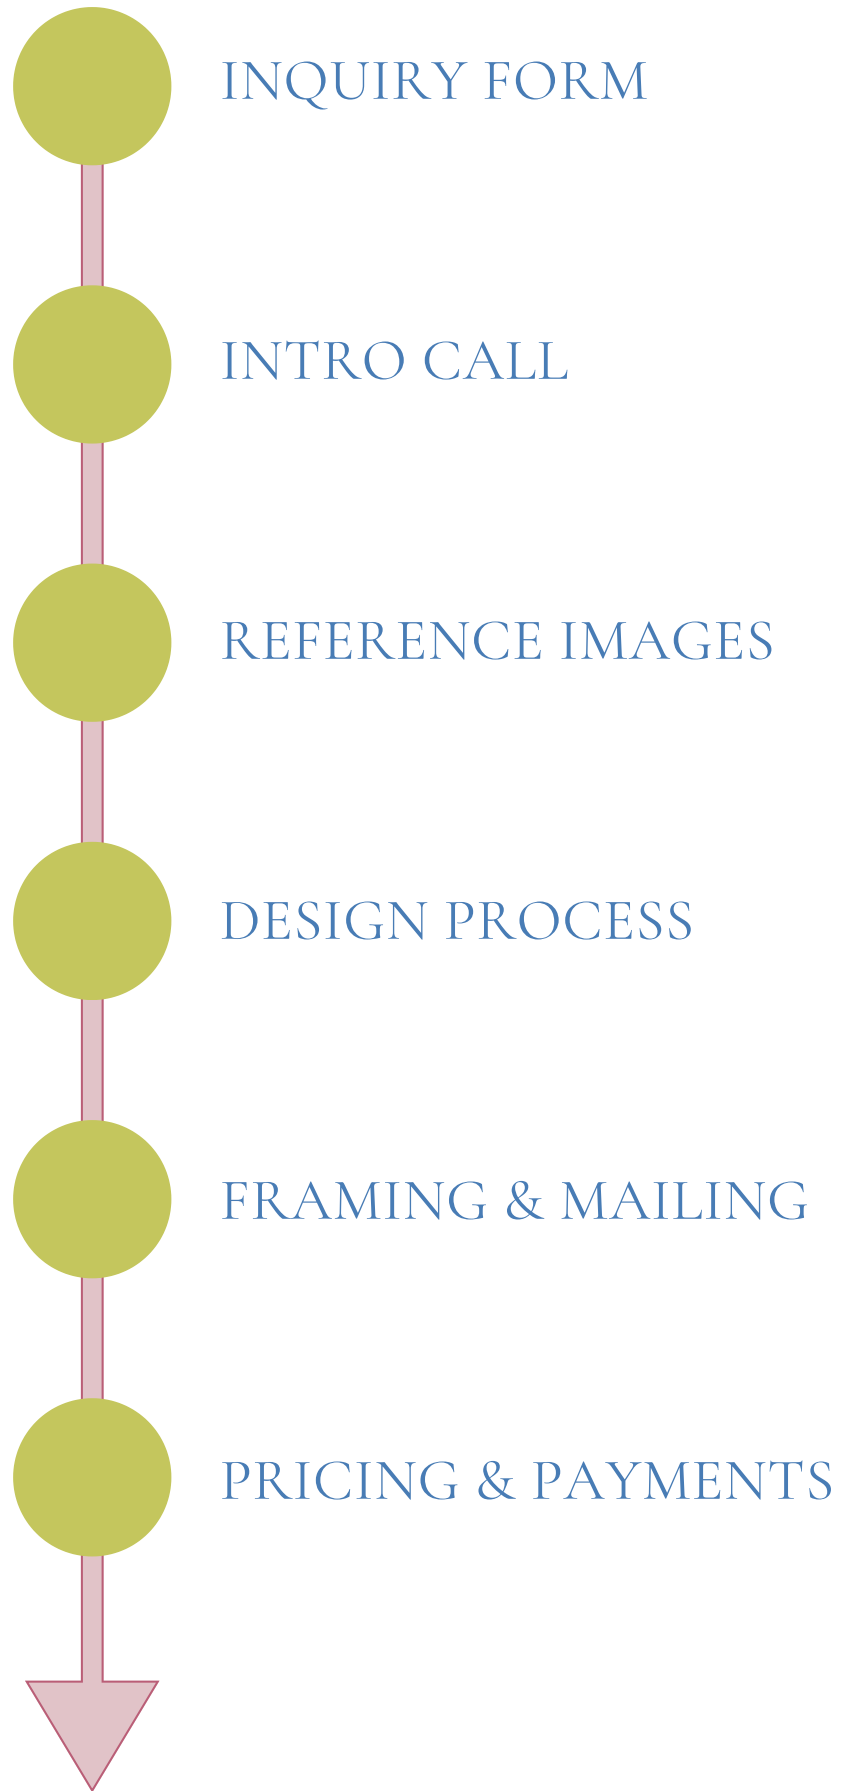 INQUIRY FORM
INTRO CALL
REFERENCE IMAGES
DESIGN PROCESS
FRAMING & MAILING
PRICING & PAYMENTS